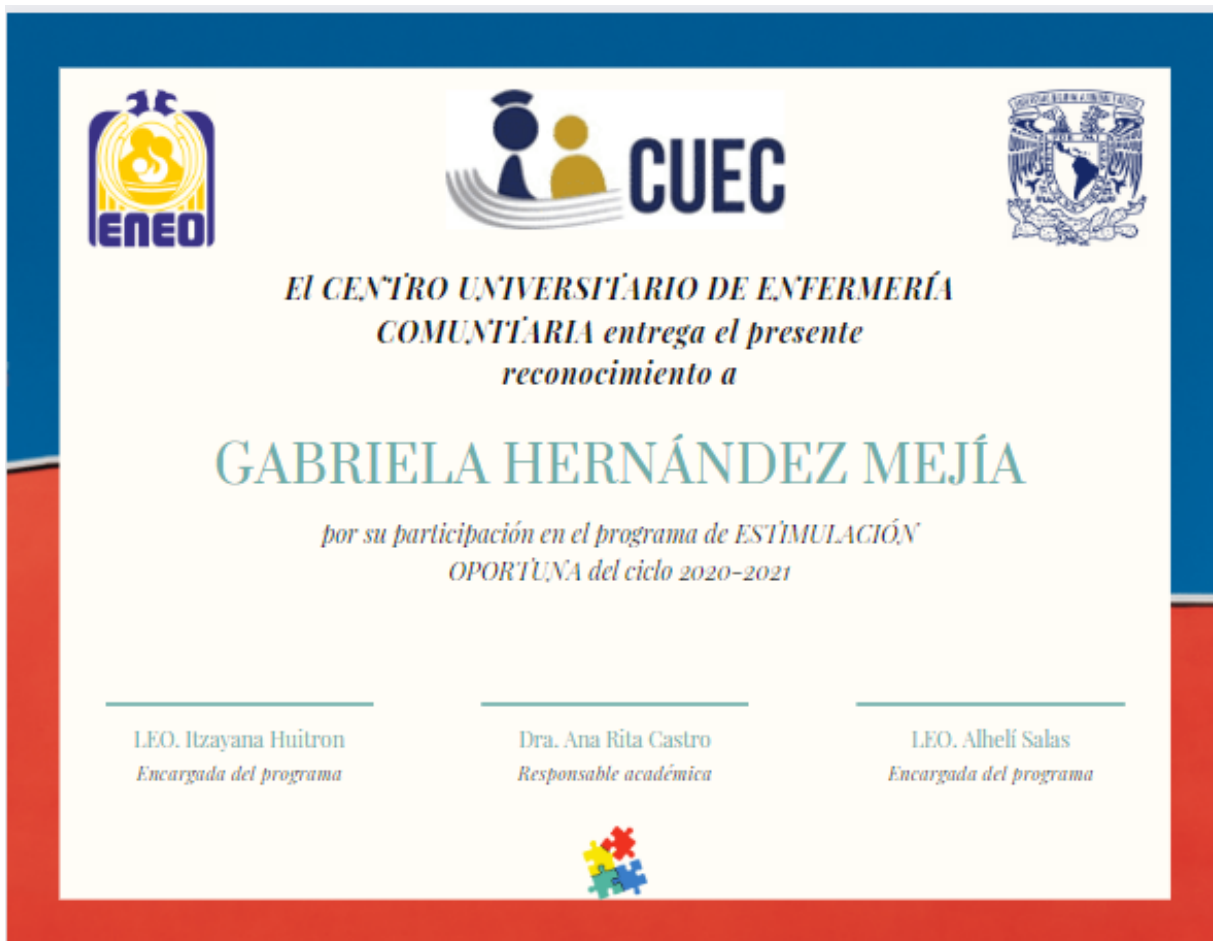 ENEO
CUEC
El CENTRO UNIVERSITARIO DE ENFERMERÍA
COMUNITARIA entrega el presente
reconocimiento a
GABRIELA HERNÁNDEZ MEJÍA
por su participación en el programa de ESTIMULACIÓN
OPORTUNA del ciclo 2020-2021
LEO. Itzayana Huitron
Encargada del programa
Dra. Ana Rita Castro
Responsable académica
LEO. Alhelí Salas
Encargada del programa